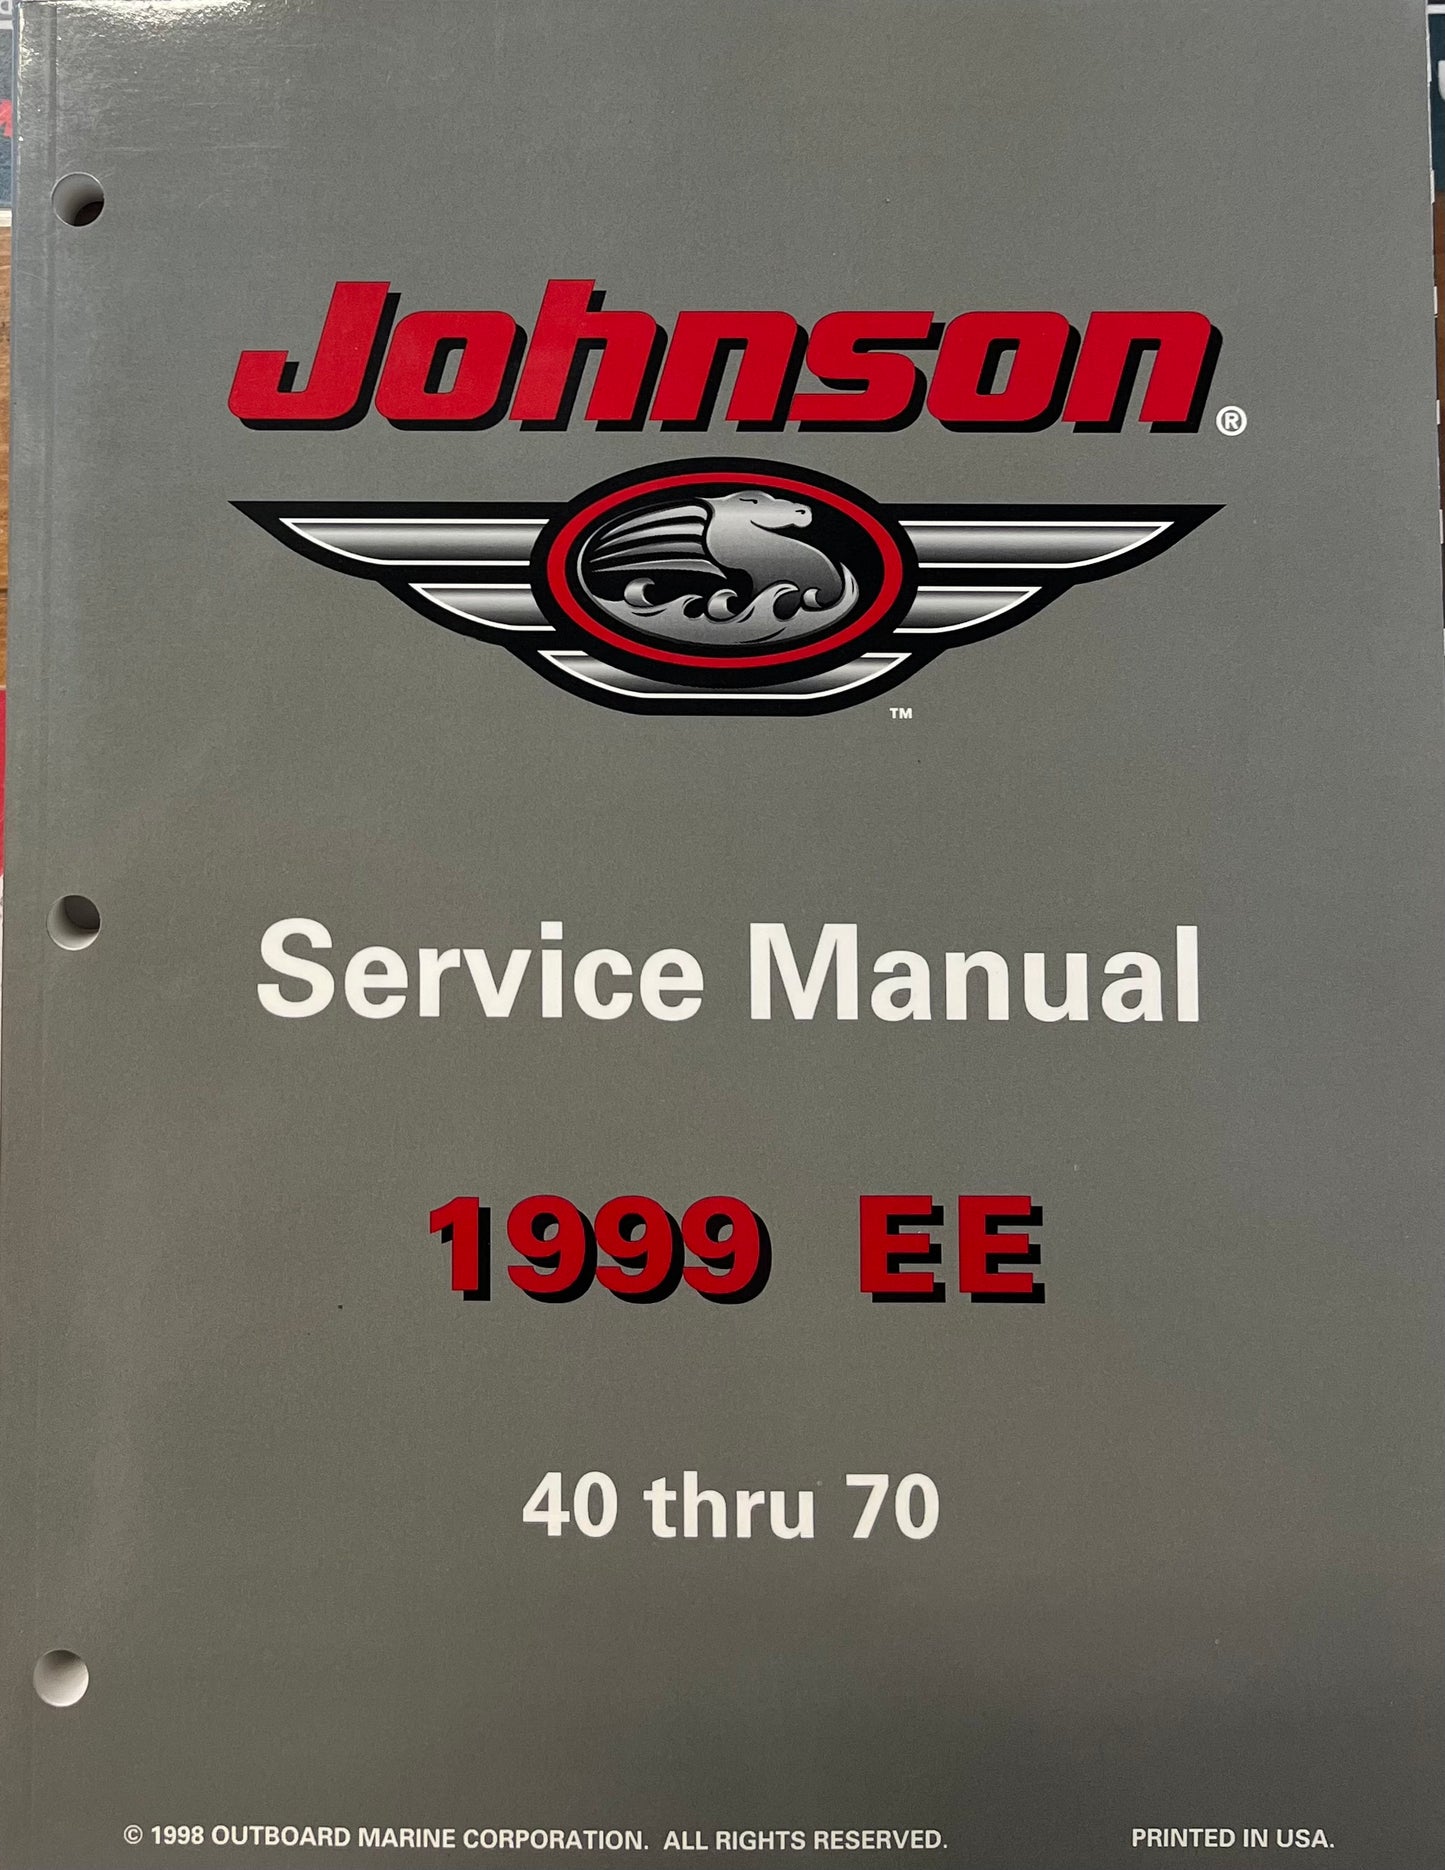 Johnson®
TM
Service Manual
1999 EE
40 thru 70
© 1998 OUTBOARD MARINE CORPORATION. ALL RIGHTS RESERVED. PRINTED IN USA.